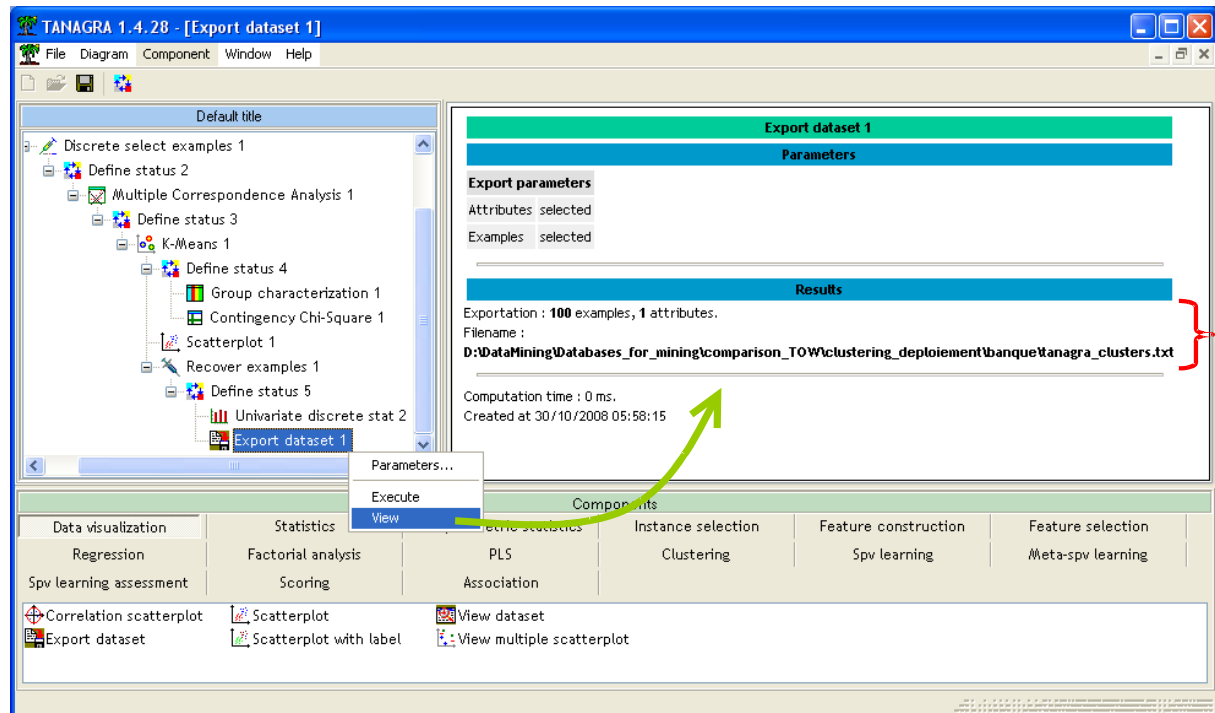 TANAGRA 1.4.28 - [Export dataset 1]
File Diagram Component Window Help
Default title
Discrete select examples 1
Define status 2
Multiple Correspondence Analysis 1
Define status 3
K-Means 1
Define status 4
Group characterization 1
Contingency Chi-Square 1
Scatterplot 1
Recover examples 1
Define status 5
Univariate discrete stat 2
Export dataset 1
Parameters...
Execute
View
Export dataset 1
Parameters
Export parameters
Attributes selected
Examples selected
Results
Exportation : 100 examples, 1 attributes.
Filename :
D:\DataMining\Databases_for_mining\comparison_TOW\clustering_deploiement\banque\tanagra_clusters.txt
Computation time : 0 ms.
Created at 30/10/2008 05:58:15
Components
Data visualization Statistics statistics Instance selection Feature construction Feature selection
Regression Factorial analysis PLS Clustering Spv learning Meta-spv learning
Spv learning assessment Scoring Association
Correlation scatterplot Scatterplot View dataset
Export dataset Scatterplot with label View multiple scatterplot